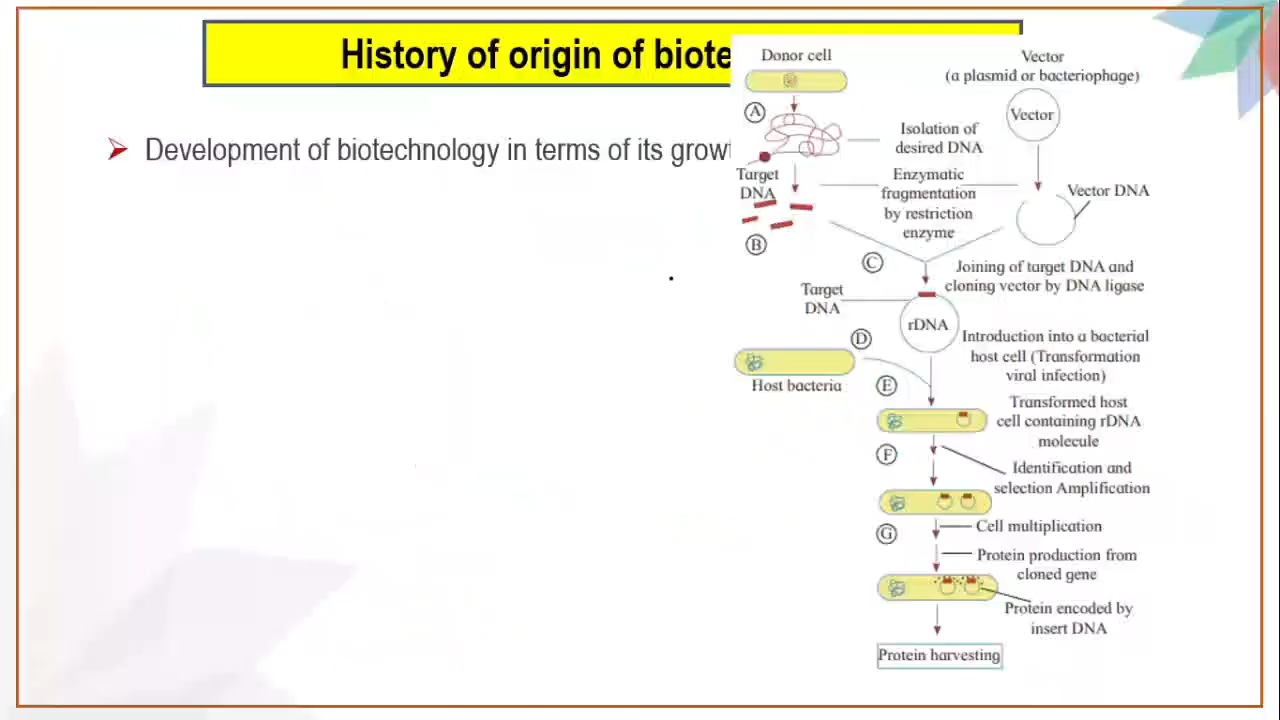 History of origin of biote
Development of biotechnology in terms of its growt
Donor cell
Vector
(a plasmid or bacteriophage)
Vector
A
Isolation of
desired DNA
Target
DNA
Enzymatic
fragmentation
by restriction
enzyme
Vector DNA
B
C
Joining of target DNA and
cloning vector by DNA ligase
Target
DNA
rDNA
D
Introduction into a bacterial
host cell (Transformation
viral infection)
Host bacteria
E
Transformed host
cell containing rDNA
molecule
F
Identification and
selection Amplification
G
Cell multiplication
Protein production from
cloned gene
Protein encoded by
insert DNA
Protein harvesting